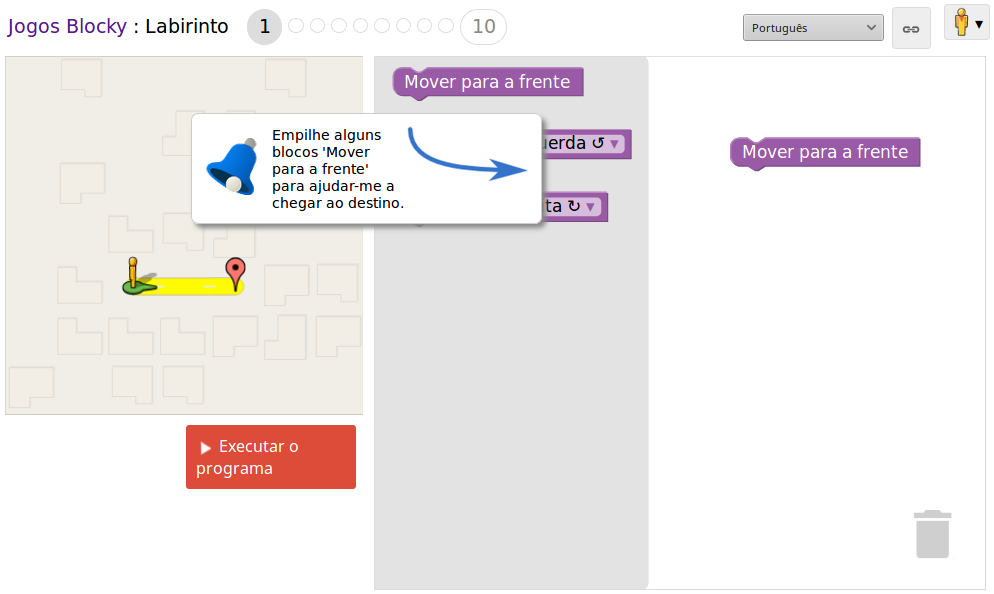 Jogos Blocky : Labirinto 1 10
Português
Mover para a frente
Empilhe alguns
blocos 'Mover
para a frente'
para ajudar-me a
chegar ao destino.
uerda ↺ ▾
ta ↻ ▾
Mover para a frente
Executar o
programa